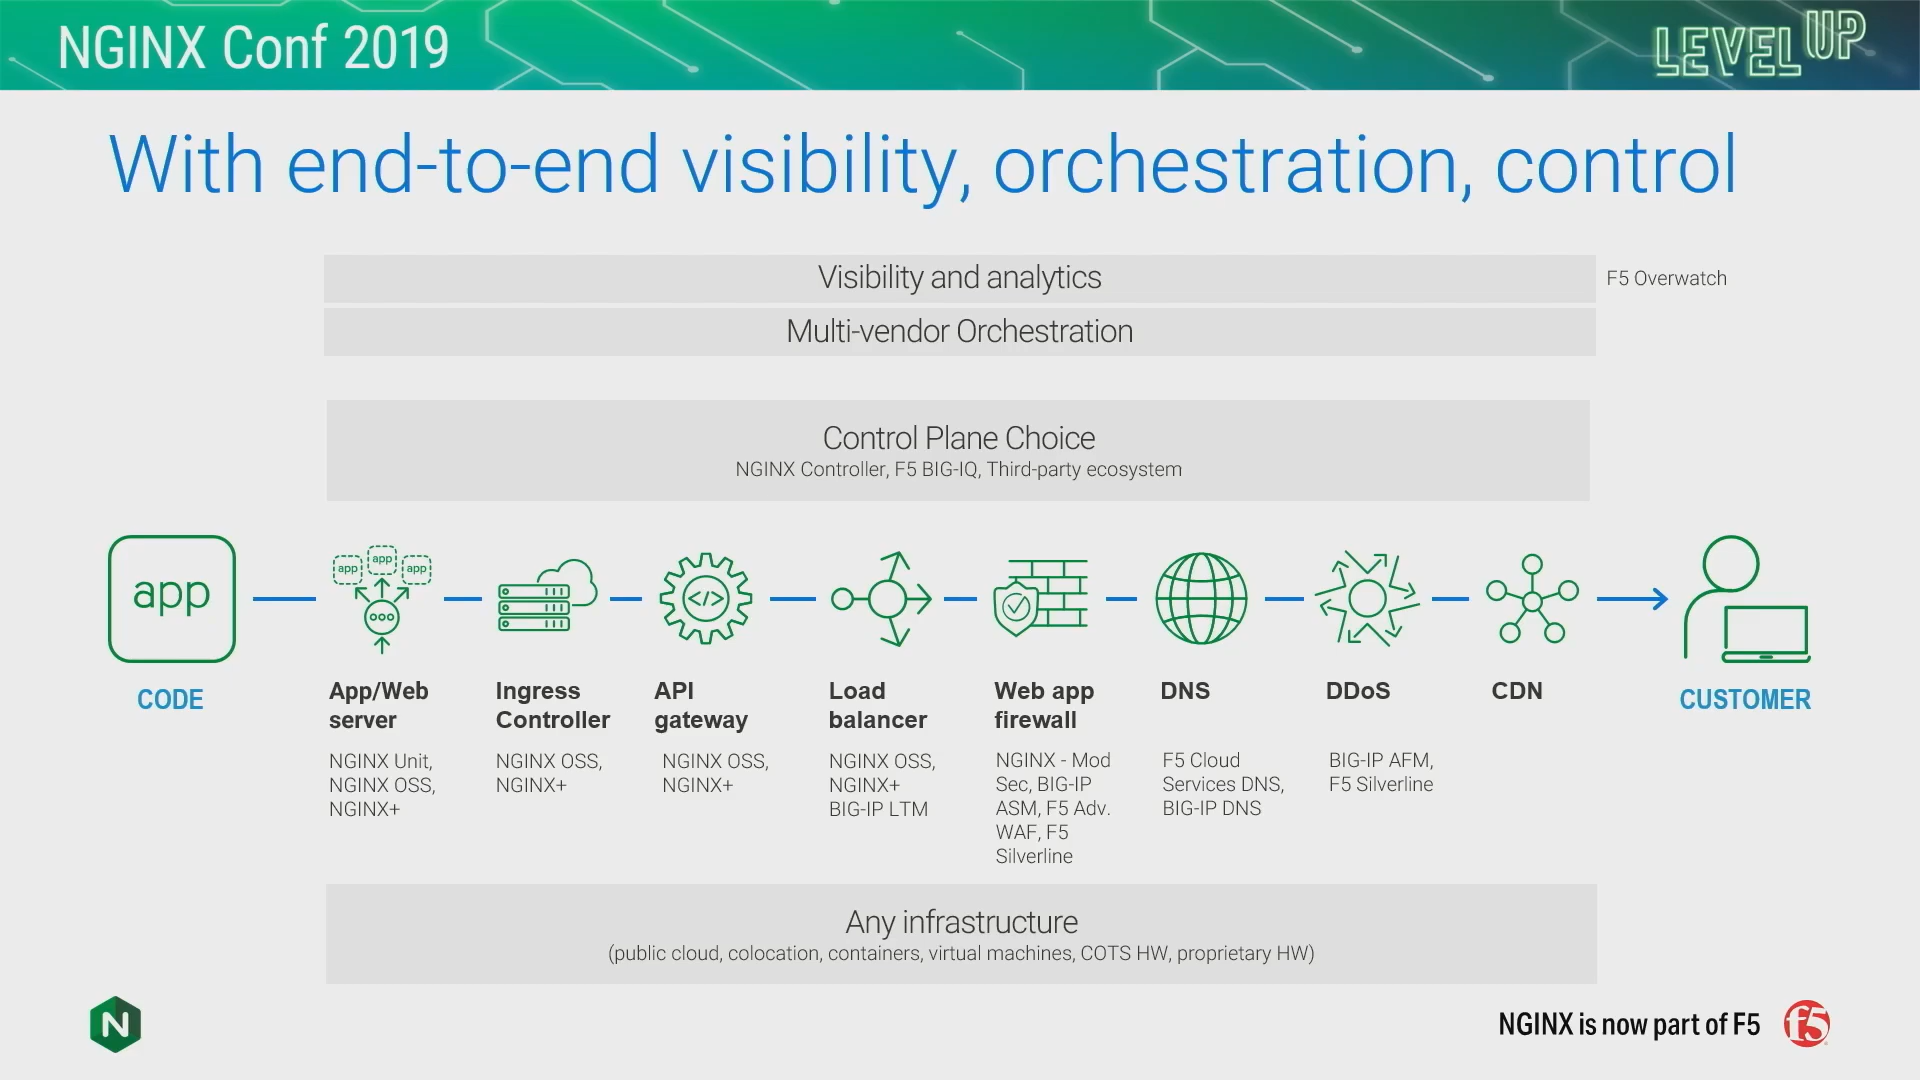 NGINX Conf 2019
LEVEL UP
With end-to-end visibility, orchestration, control
Visibility and analytics
F5 Overwatch
Multi-vendor Orchestration
Control Plane Choice
NGINX Controller, F5 BIG-IQ, Third-party ecosystem
app
app
app
app
</>
CODE
App/Web
server
NGINX Unit,
NGINX OSS,
NGINX+
Ingress
Controller
NGINX OSS,
NGINX+
API
gateway
NGINX OSS,
NGINX+
Load
balancer
NGINX OSS,
NGINX+
BIG-IP LTM
Web app
firewall
NGINX - Mod
Sec, BIG-IP
ASM, F5 Adv.
WAF, F5
Silverline
DNS
F5 Cloud
Services DNS,
BIG-IP DNS
DDoS
BIG-IP AFM,
F5 Silverline
CDN
CUSTOMER
Any infrastructure
(public cloud, colocation, containers, virtual machines, COTS HW, proprietary HW)
N
NGINX is now part of F5
f5